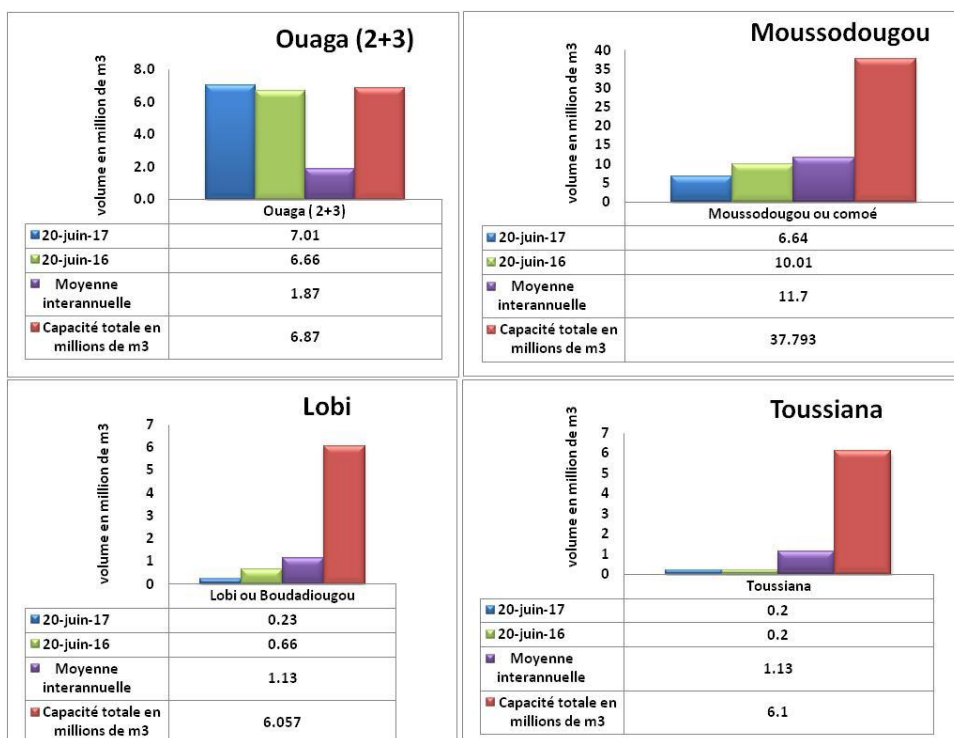 Ouaga (2+3)
volume en million de m3
8.0
6.0
4.0
2.0
0.0
Ouaga ( 2+3)
20-juin-17 7.01
20-juin-16 6.66
Moyenne
interannuelle 1.87
Capacité totale en
millions de m3 6.87
Moussodougou
volume en million de m3
40
35
30
25
20
15
10
5
0
Moussodougou ou comoé
20-juin-17 6.64
20-juin-16 10.01
Moyenne
interannuelle 11.7
Capacité totale en
millions de m3 37.793
Lobi
volume en million de m3
7
6
5
4
3
2
1
0
Lobi ou Boudadiougou
20-juin-17 0.23
20-juin-16 0.66
Moyenne
interannuelle 1.13
Capacité totale en
millions de m3 6.057
Toussiana
volume en million de m3
7
6
5
4
3
2
1
0
Toussiana
20-juin-17 0.2
20-juin-16 0.2
Moyenne
interannuelle 1.13
Capacité totale en
millions de m3 6.1